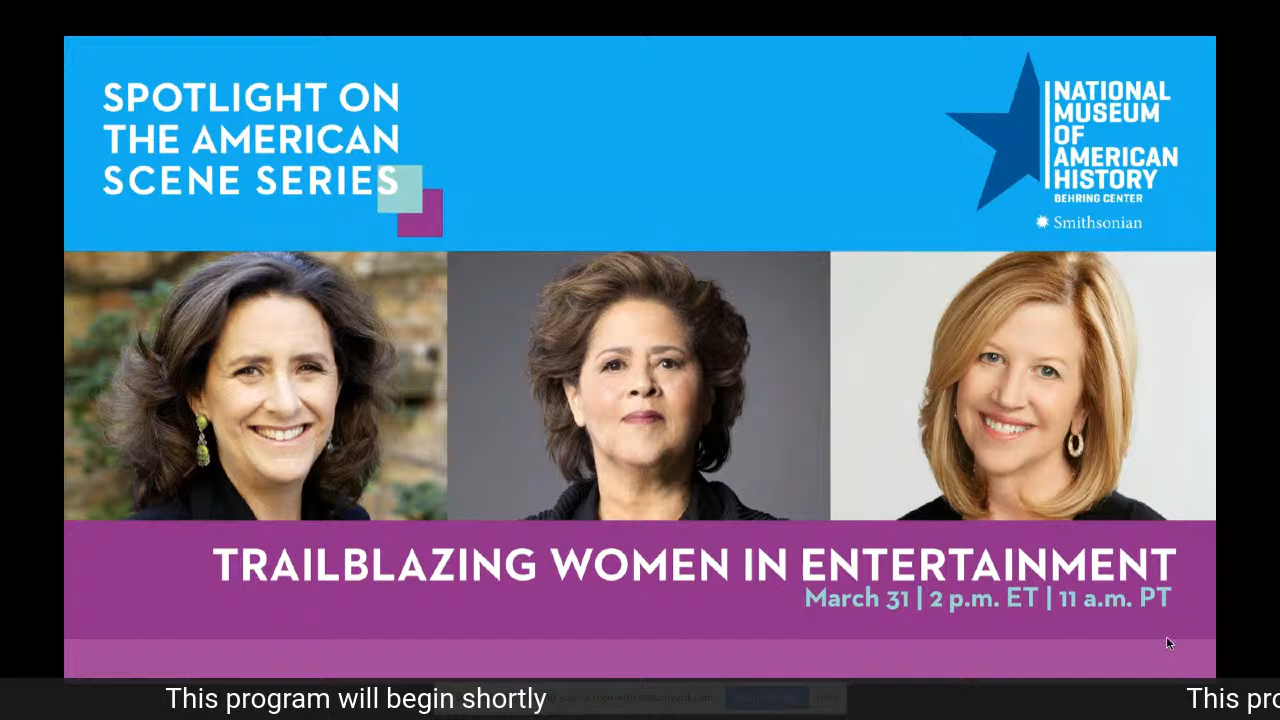 SPOTLIGHT ON
THE AMERICAN
SCENE SERIES
NATIONAL
MUSEUM
OF
AMERICAN
HISTORY
BEHRING CENTER
Smithsonian
TRAILBLAZING WOMEN IN ENTERTAINMENT
March 31 | 2 p.m. ET | 11 a.m. PT
This program will begin shortly
This pro